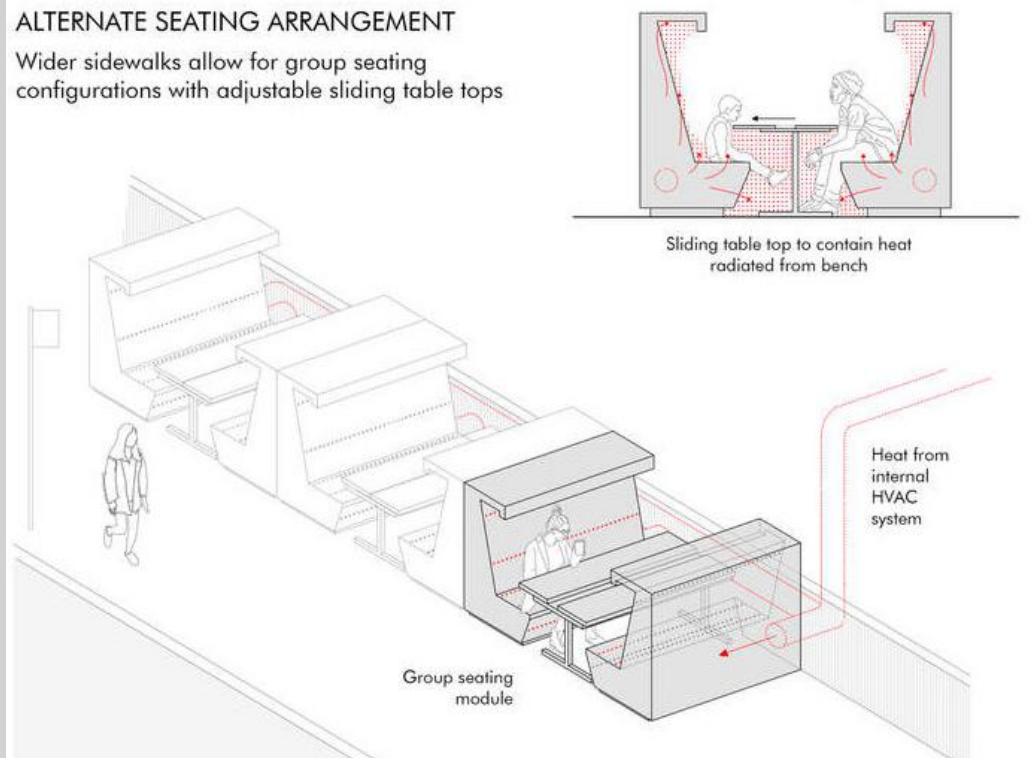 ALTERNATE SEATING ARRANGEMENT
Wider sidewalks allow for group seating
configurations with adjustable sliding table tops
Sliding table top to contain heat
radiated from bench
Heat from
internal
HVAC
system
Group seating
module